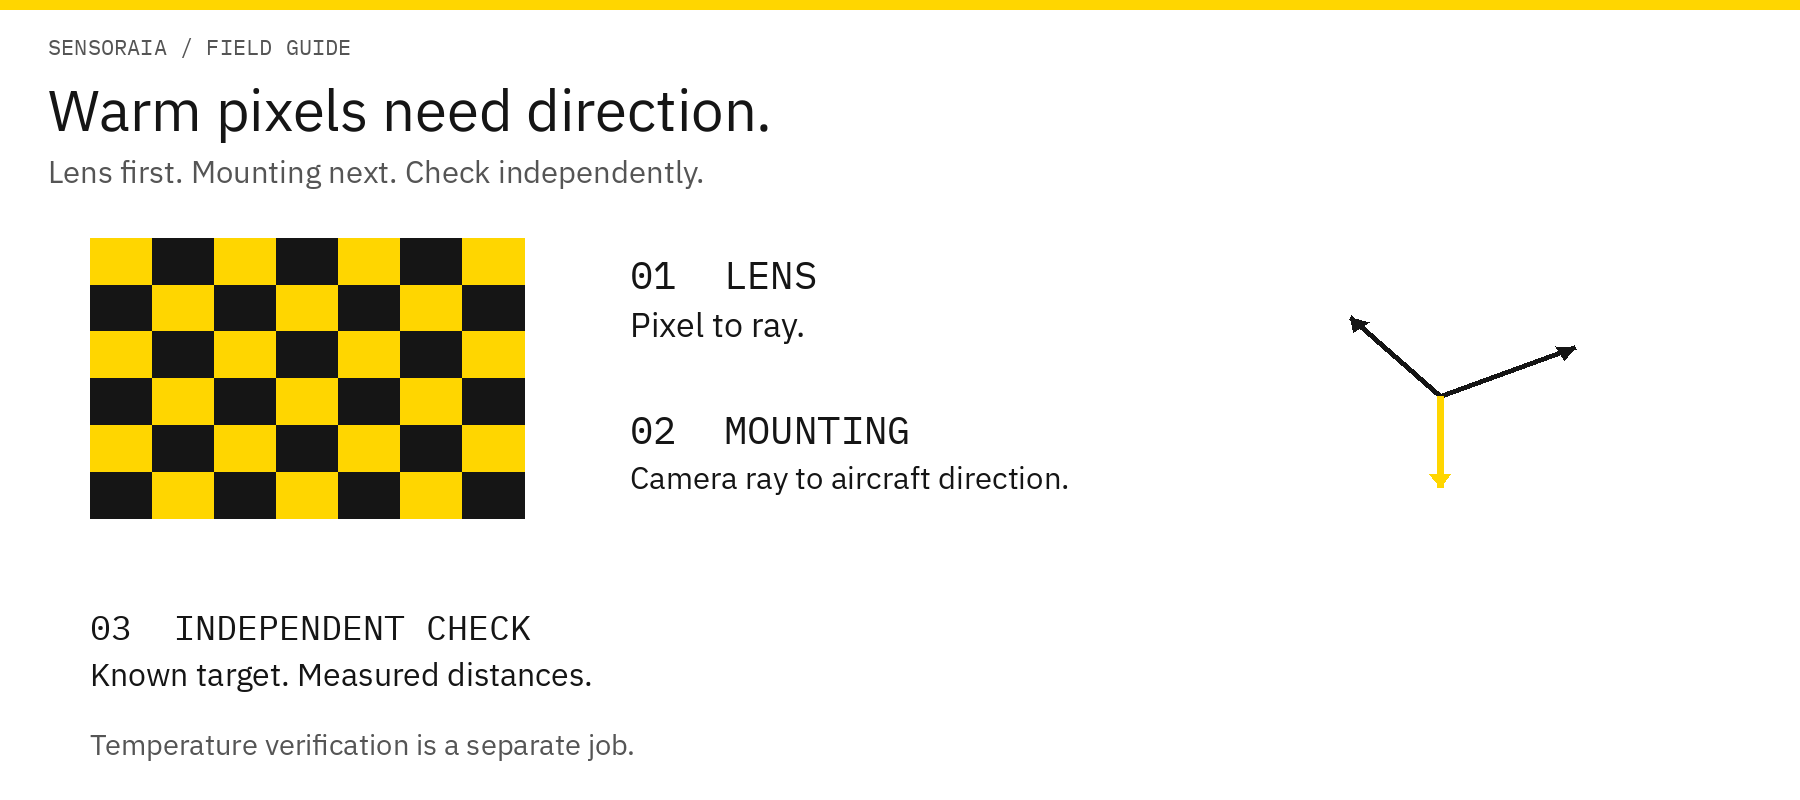 SENSORAIA / FIELD GUIDE
Warm pixels need direction.
Lens first. Mounting next. Check independently.
01 LENS
Pixel to ray.
02 MOUNTING
Camera ray to aircraft direction.
03 INDEPENDENT CHECK
Known target. Measured distances.
Temperature verification is a separate job.